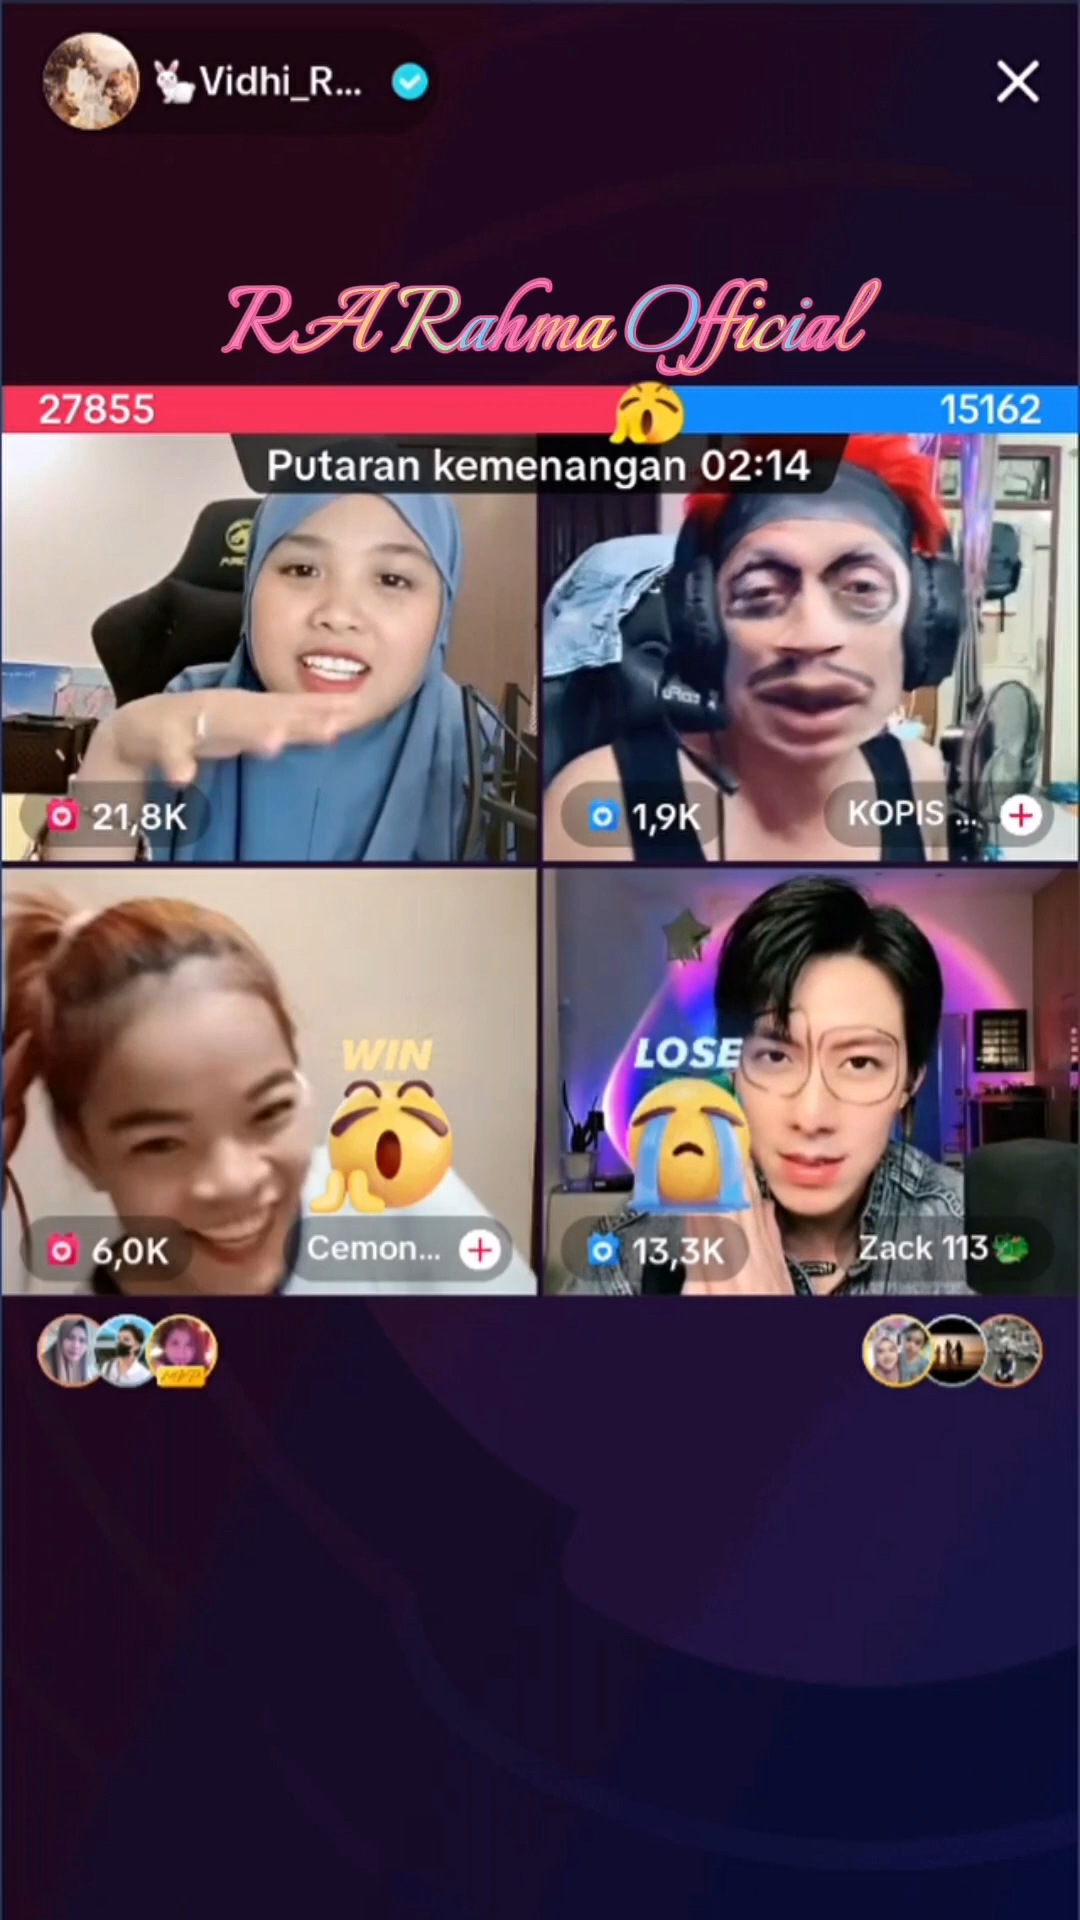 Vidhi_R...
RA Rahma Official
27855
15162
Putaran kemenangan 02:14
21,8K
1,9K
KOPIS ...
WIN
LOSE
6,0K
Cemon...
13,3K
Zack 113
MVP